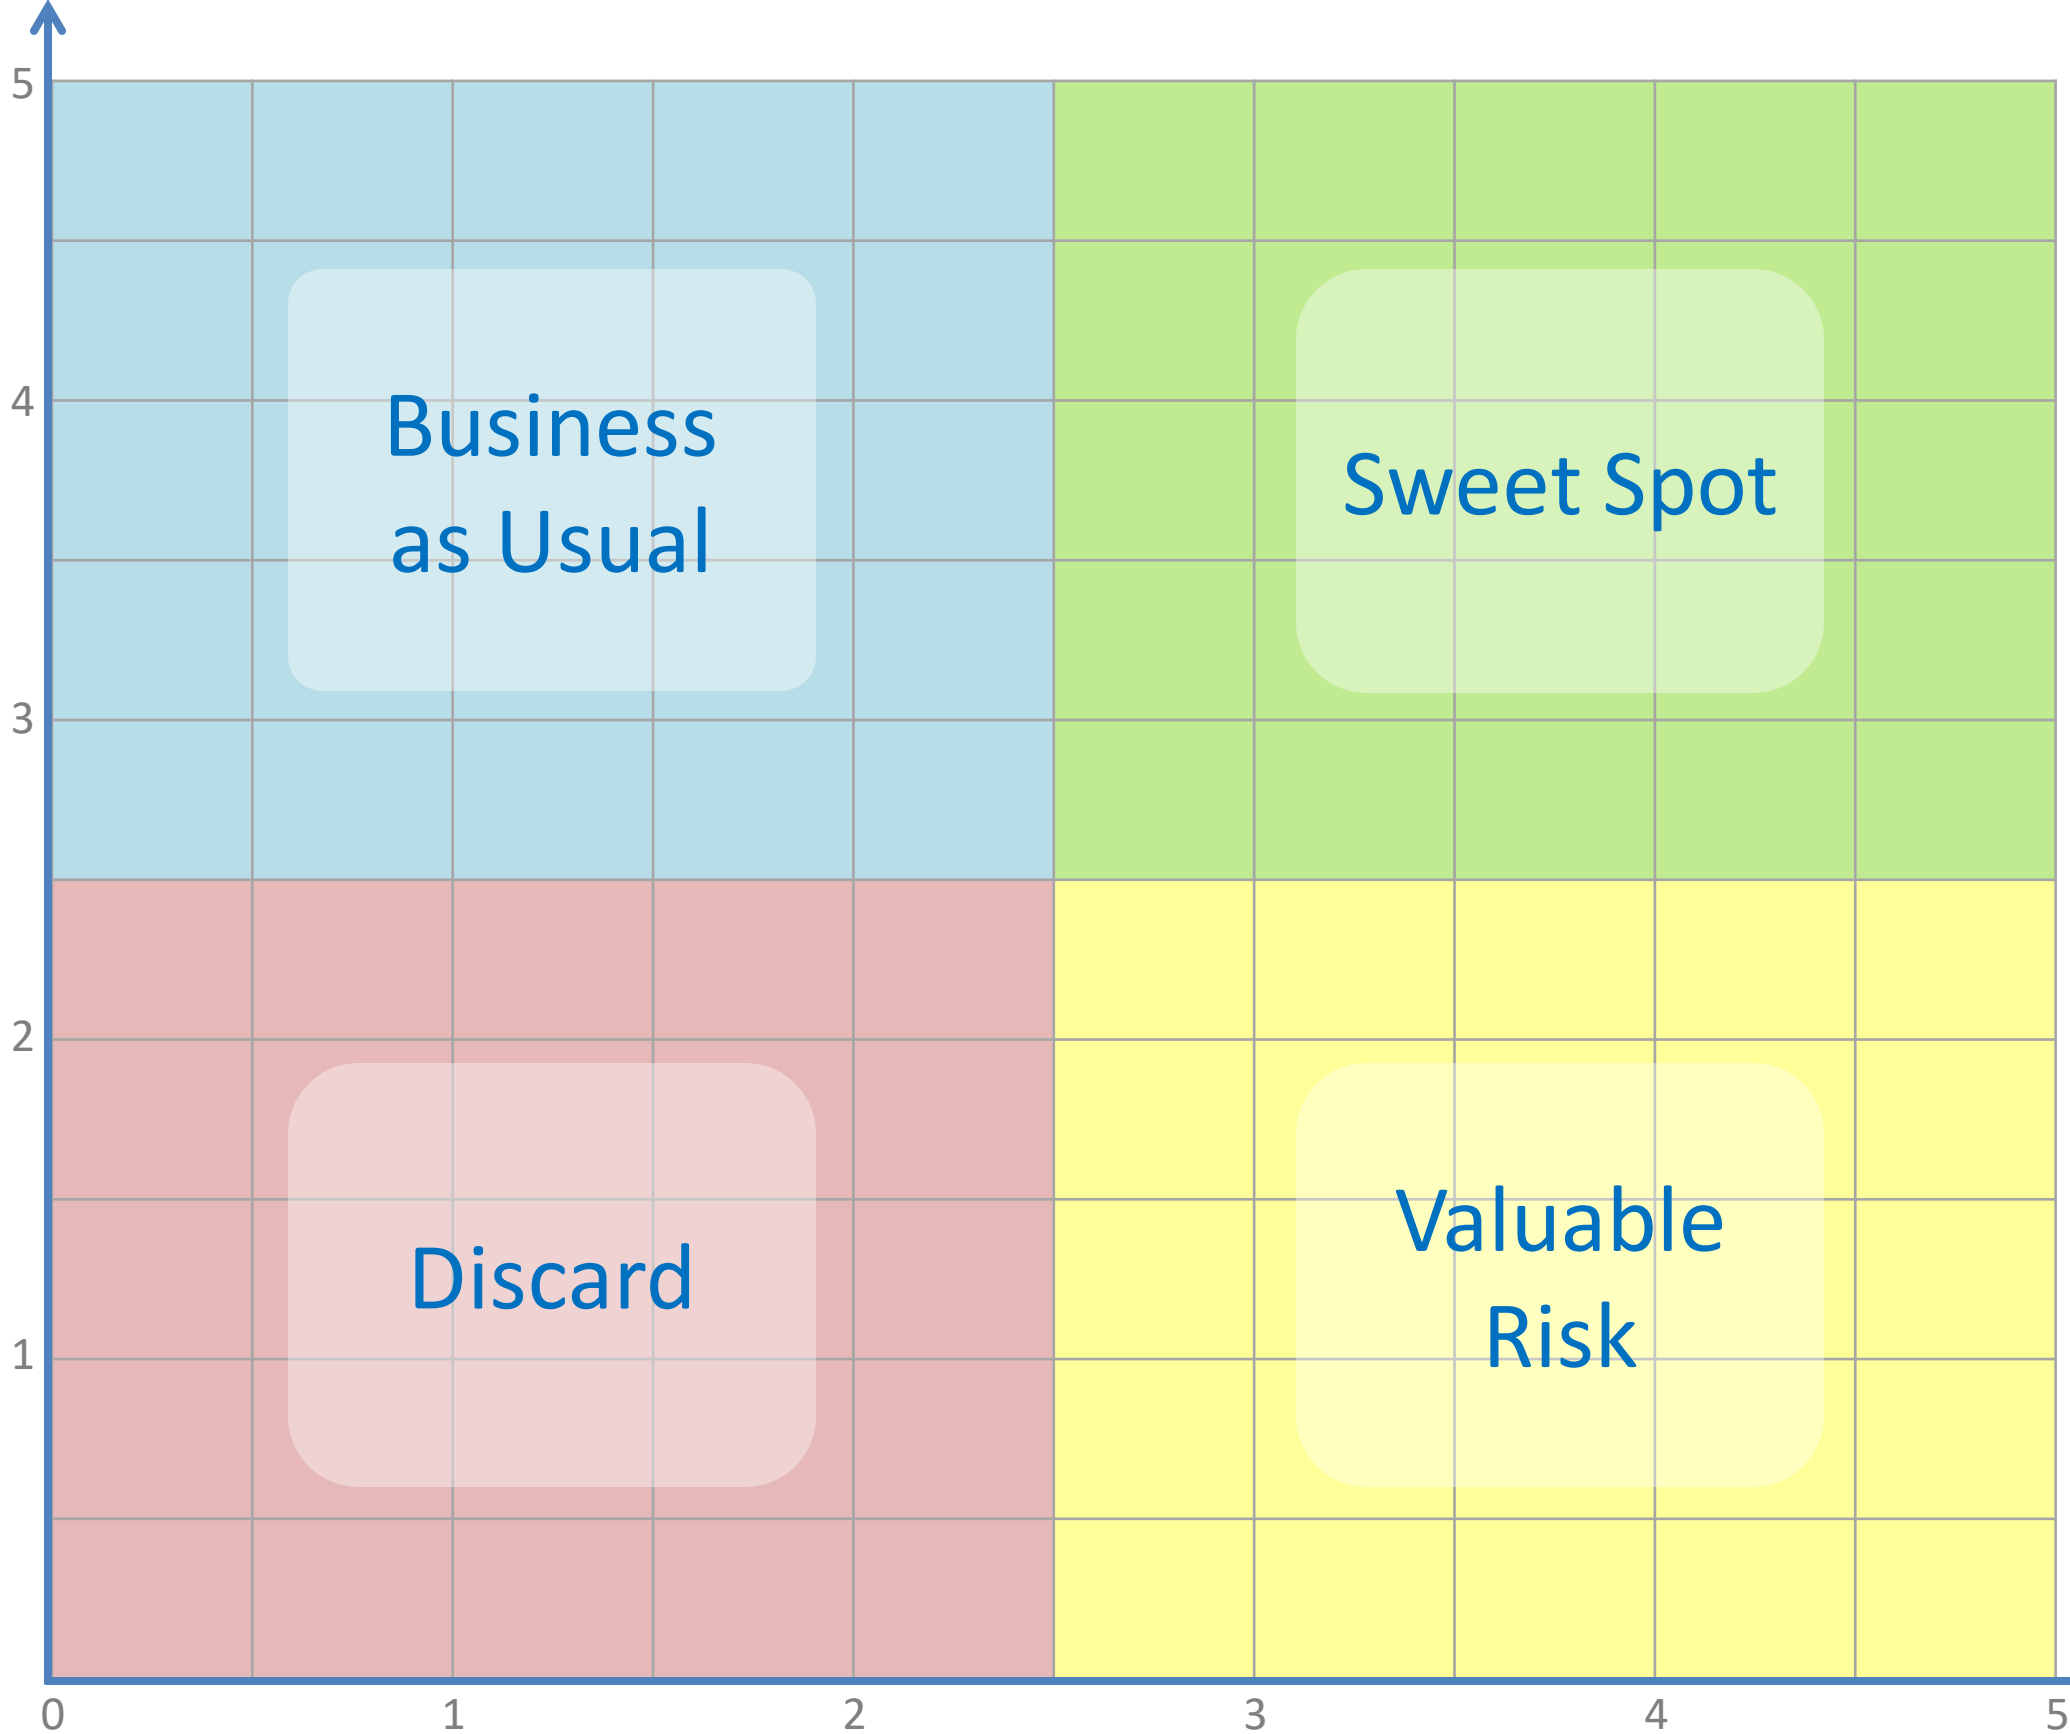 5
4
Business
as Usual
Sweet Spot
3
2
Valuable
Discard
Risk
1
0 1 2 3 4 5